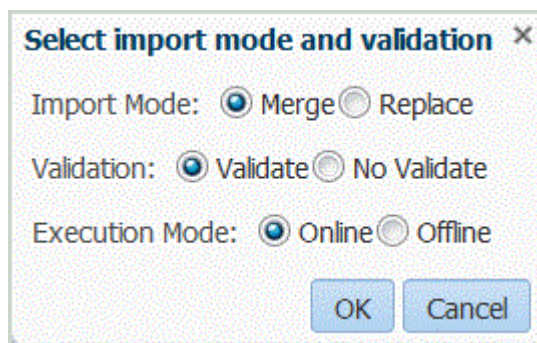 Select import mode and validation ×
Import Mode: Merge Replace
Validation: Validate No Validate
Execution Mode: Online Offline
OK Cancel